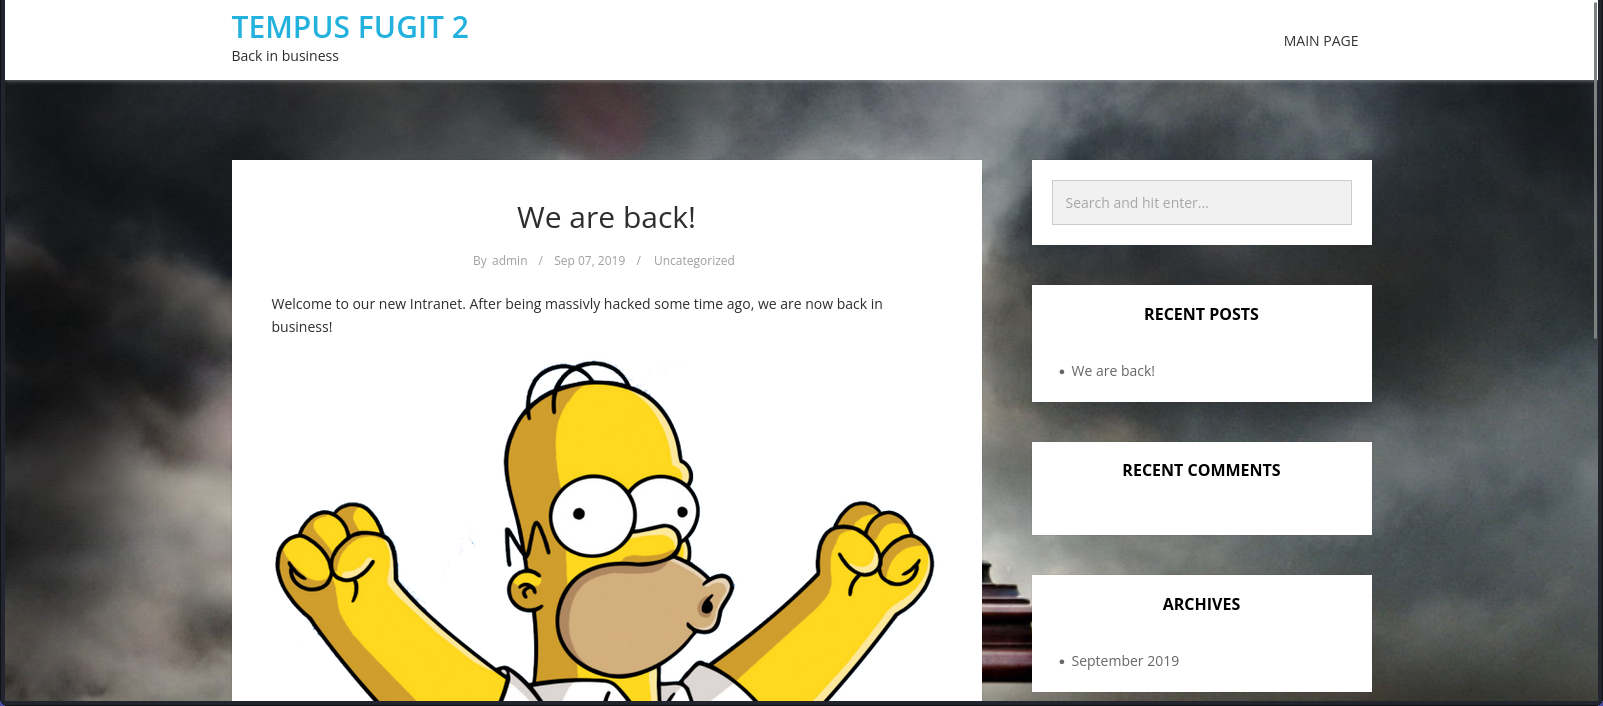 TEMPUS FUGIT 2
Back in business
MAIN PAGE
We are back!
By admin / Sep 07, 2019 / Uncategorized
Welcome to our new Intranet. After being massivly hacked some time ago, we are now back in
business!
Search and hit enter...
RECENT POSTS
We are back!
RECENT COMMENTS
ARCHIVES
September 2019